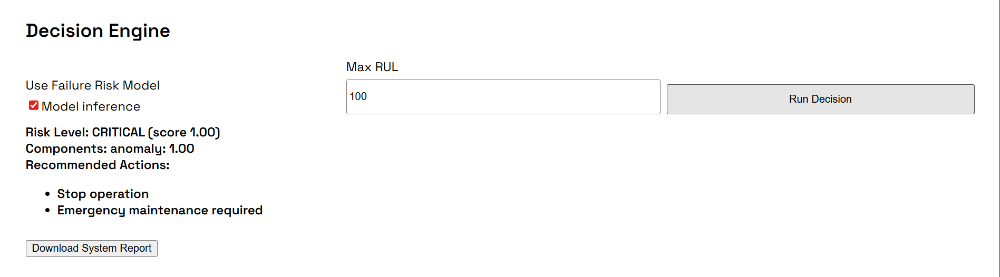 Decision Engine
Max RUL
Use Failure Risk Model
100
Run Decision
Model inference
Risk Level: CRITICAL (score 1.00)
Components: anomaly: 1.00
Recommended Actions:
• Stop operation
• Emergency maintenance required
Download System Report